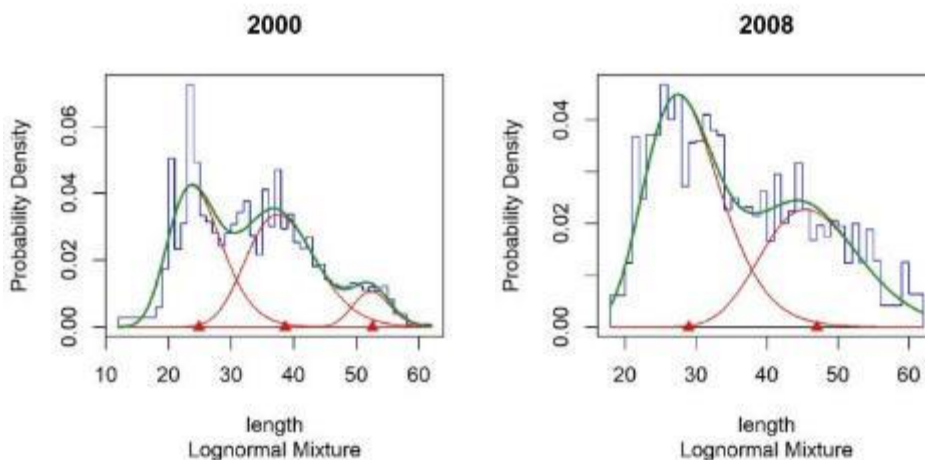 2000
Probability Density
0.06
0.04
0.02
0.00
10 20 30 40 50 60
length
Lognormal Mixture
2008
Probability Density
0.04
0.02
0.00
20 30 40 50 60
length
Lognormal Mixture